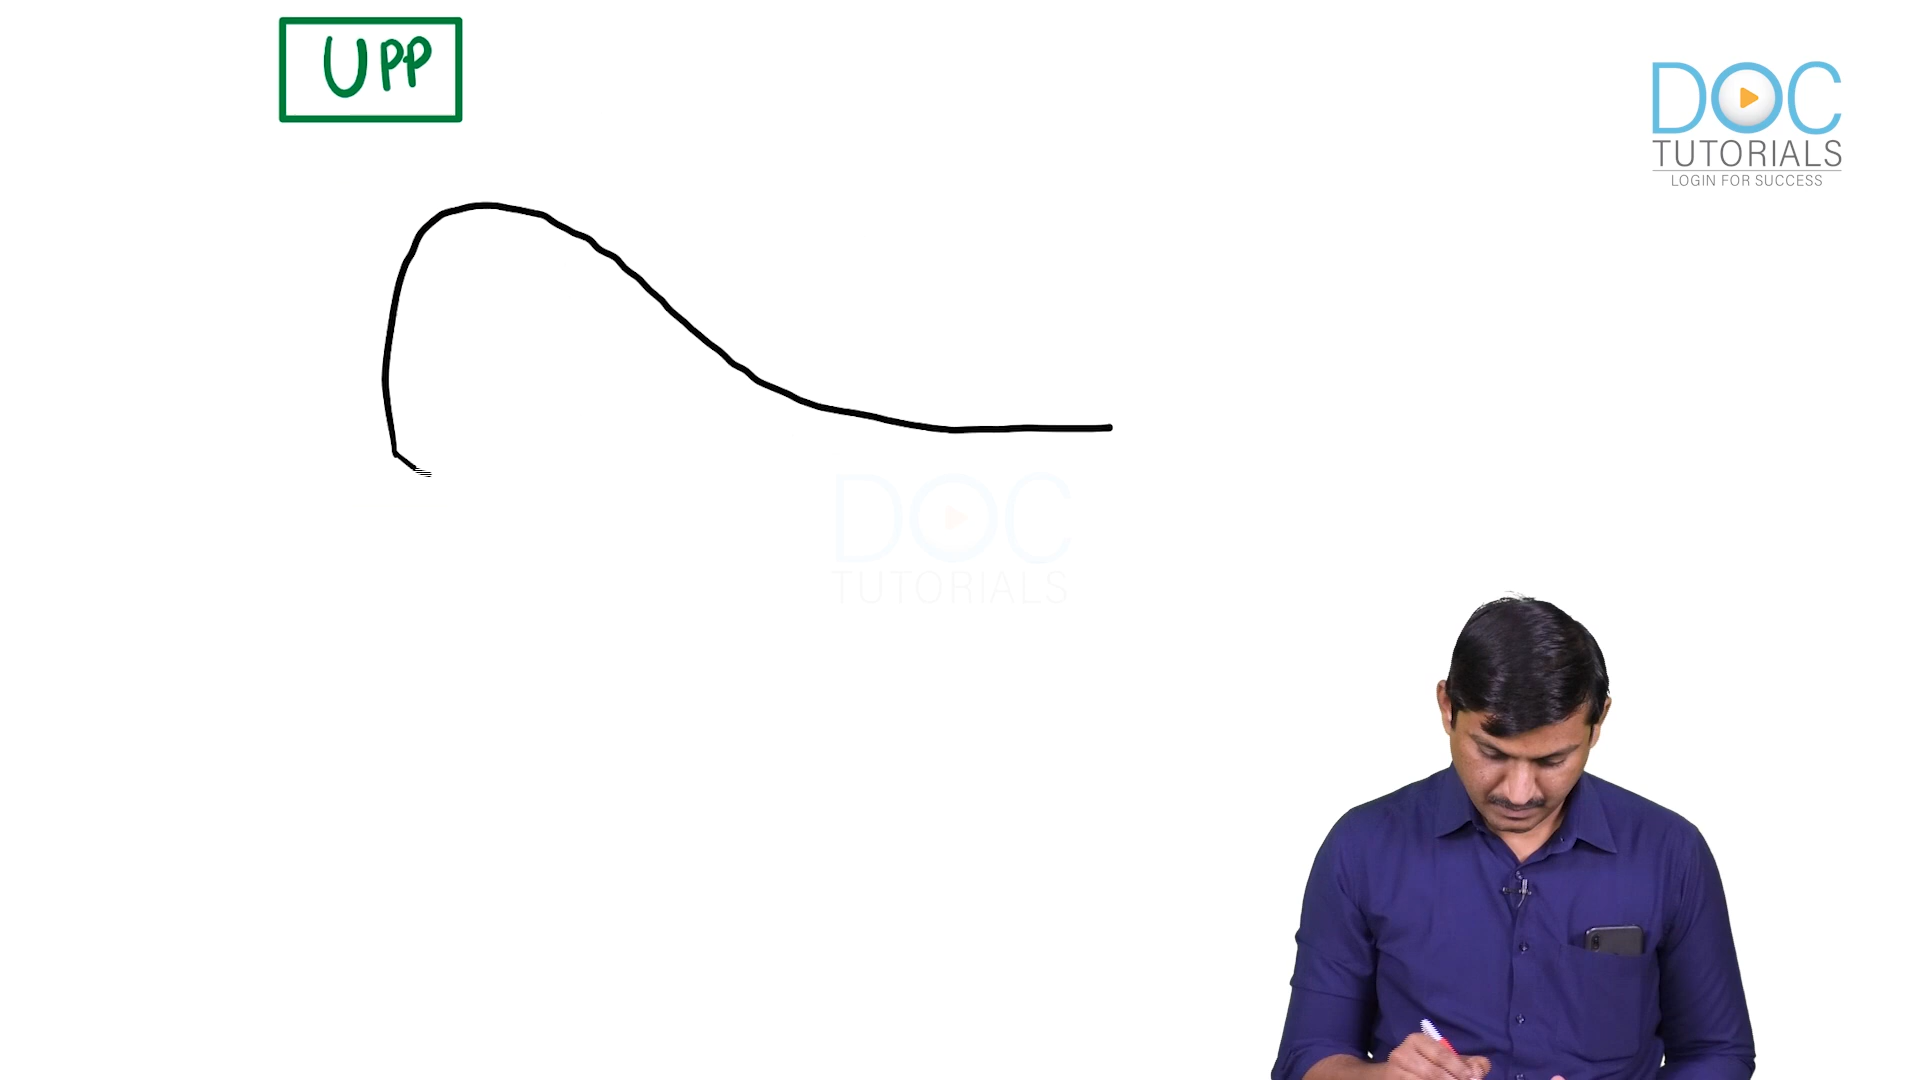 UPP
DOC
TUTORIALS
LOGIN FOR SUCCESS
DOC
TUTORIALS